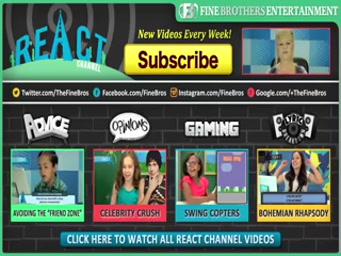 FINE BROTHERS ENTERTAINMENT
REACT
CHANNEL
New Videos Every Week!
Subscribe
Twitter.com/TheFineBros
Facebook.com/FineBros
Instagram.com/FineBros
Google.com/+TheFineBros
ADVICE
OPINIONS
GAMING
LYRIC
AVOIDING THE "FRIEND ZONE"
CELEBRITY CRUSH
SWING COPTERS
BOHEMIAN RHAPSODY
CLICK HERE TO WATCH ALL REACT CHANNEL VIDEOS